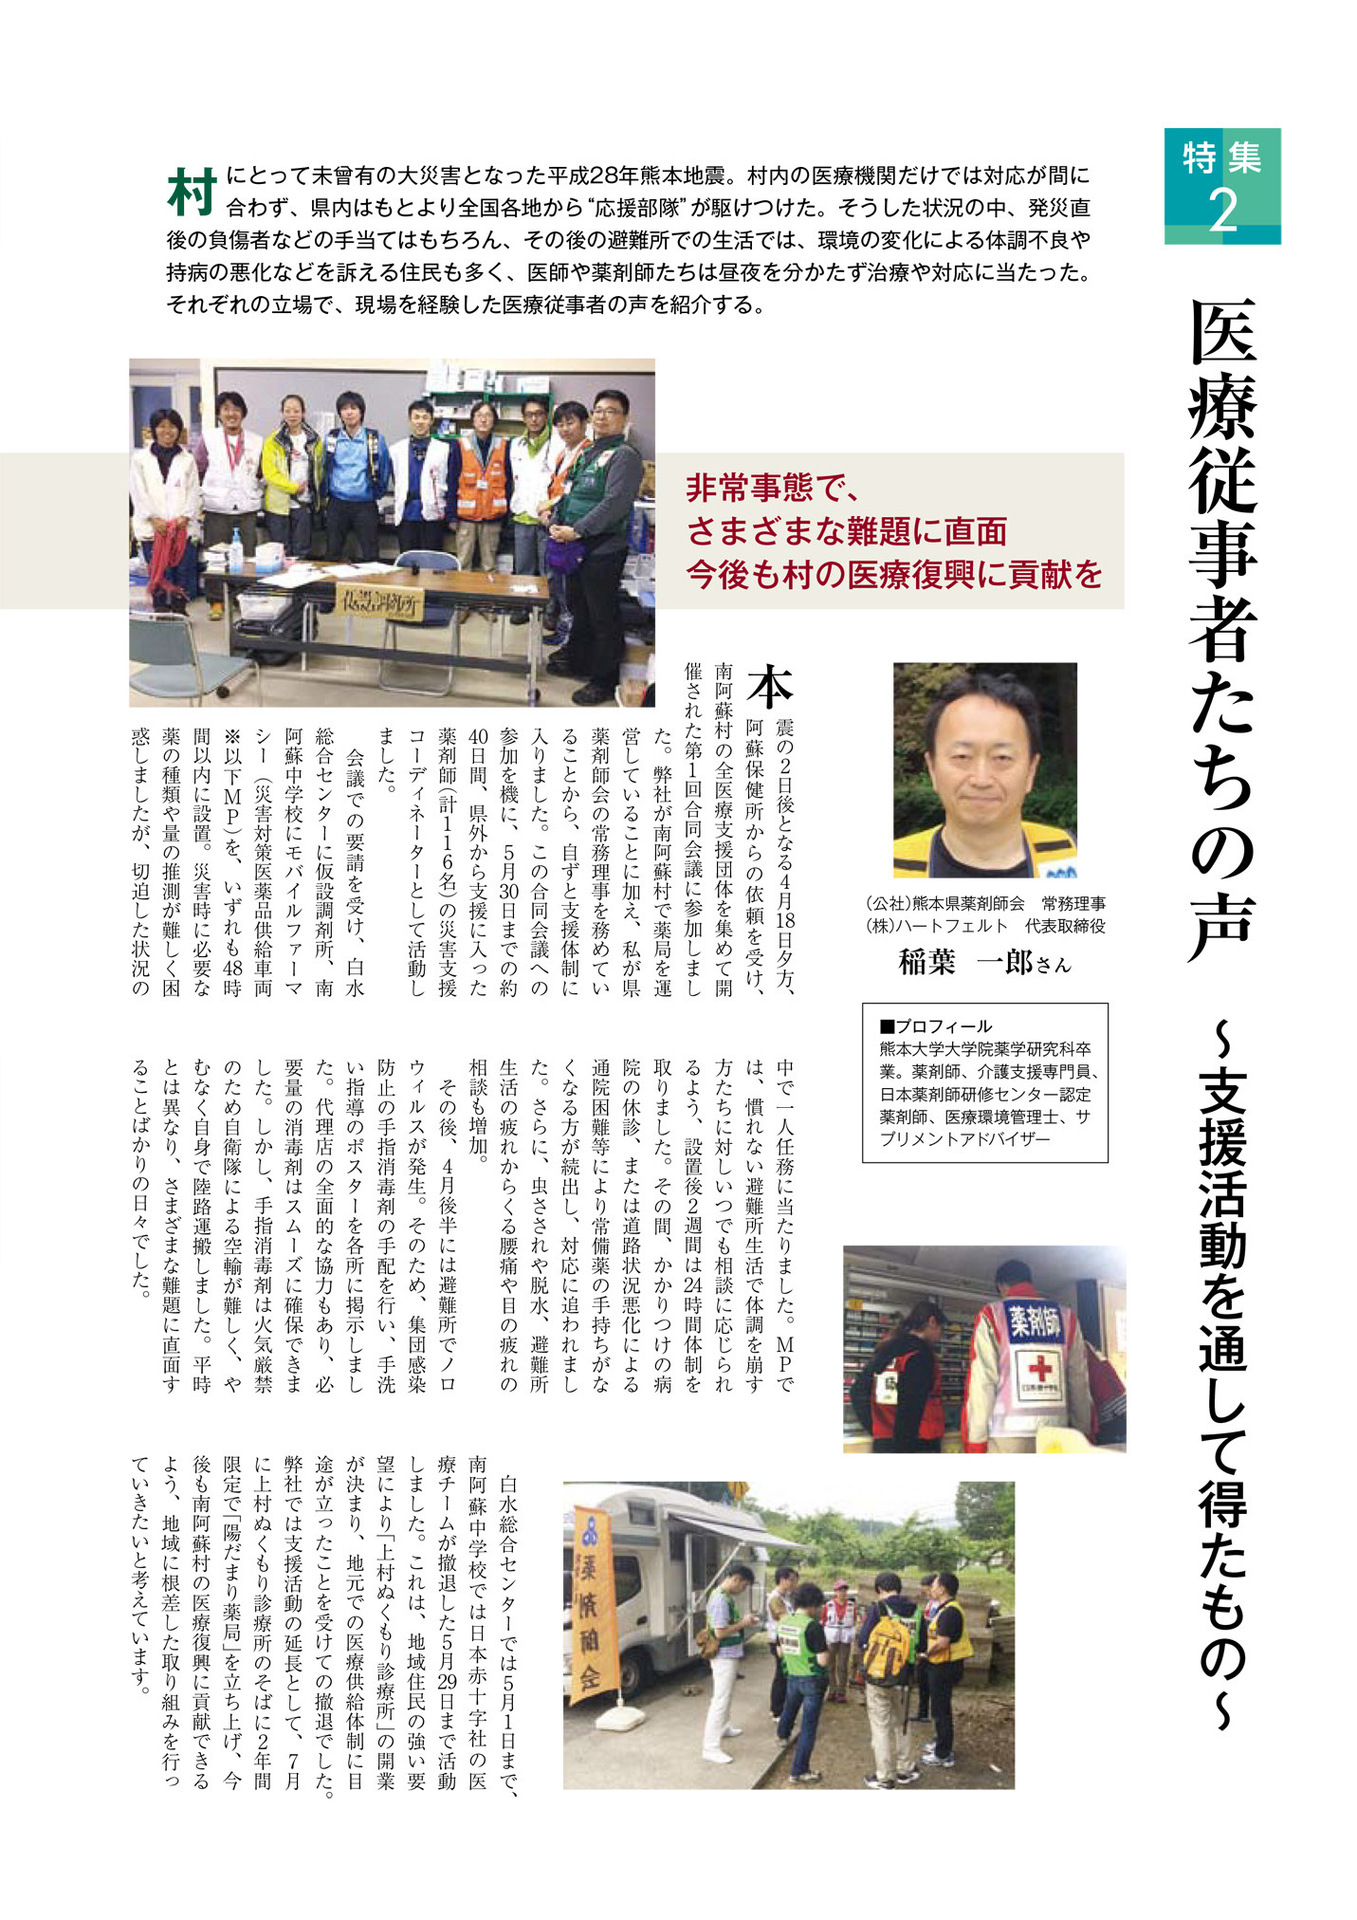 特集
2
医療従事者たちの声 ～支援活動を通して得たもの～
村にとって未曽有の大災害となった平成28年熊本地震。村内の医療機関だけでは対応が間に
合わず、県内はもとより全国各地から“応援部隊”が駆けつけた。そうした状況の中、発災直
後の負傷者などの手当てはもちろん、その後の避難所での生活では、環境の変化による体調不良や
持病の悪化などを訴える住民も多く、医師や薬剤師たちは昼夜を分かたず治療や対応に当たった。
それぞれの立場で、現場を経験した医療従事者の声を紹介する。
仮設調剤所
非常事態で、
さまざまな難題に直面
今後も村の医療復興に貢献を
(公社)熊本県薬剤師会　常務理事
(株)ハートフェルト　代表取締役
稲葉　一郎さん
■プロフィール
熊本大学大学院薬学研究科卒
業。薬剤師、介護支援専門員、
日本薬剤師研修センター認定
薬剤師、医療環境管理士、サ
プリメントアドバイザー
本震の2日後となる4月18日夕方、
阿蘇保健所からの依頼を受け、
南阿蘇村の全医療支援団体を集めて開
催された第1回合同会議に参加しまし
た。弊社が南阿蘇村で薬局を運
営していることに加え、私が県
薬剤師会の常務理事を務めてい
ることから、自ずと支援体制に
入りました。この合同会議への
参加を機に、5月30日までの約
40日間、県外から支援に入った
薬剤師(計116名)の災害支援
コーディネーターとして活動し
ました。
会議での要請を受け、白水
総合センターに仮設調剤所、南
阿蘇中学校にモバイルファーマ
シー（災害対策医薬品供給車両
※以下MP）を、いずれも48時
間以内に設置。災害時に必要な
薬の種類や量の推測が難しく困
惑しましたが、切迫した状況の
中で一人任務に当たりました。MPで
は、慣れない避難所生活で体調を崩す
方たちに対しいつでも相談に応じられ
るよう、設置後2週間は24時間体制を
取りました。その間、かかりつけの病
院の休診、または道路状況悪化による
通院困難等により常備薬の手持ちがな
くなる方が続出し、対応に追われまし
た。さらに、虫さされや脱水、避難所
生活の疲れからくる腰痛や目の疲れの
相談も増加。
その後、4月後半には避難所でノロ
ウィルスが発生。そのため、集団感染
防止の手指消毒剤の手配を行い、手洗
い指導のポスターを各所に掲示しまし
た。代理店の全面的な協力もあり、必
要量の消毒剤はスムーズに確保できま
した。しかし、手指消毒剤は火気厳禁
のため自衛隊による空輸が難しく、や
むなく自身で陸路運搬しました。平時
とは異なり、さまざまな難題に直面す
ることばかりの日々でした。
薬剤師
白水総合センターでは5月1日まで、
南阿蘇中学校では日本赤十字社の医
療チームが撤退した5月29日まで活動
しました。これは、地域住民の強い要
望により「上村ぬくもり診療所」の開業
が決まり、地元での医療供給体制に目
途が立ったことを受けての撤退でした。
弊社では支援活動の延長として、7月
に上村ぬくもり診療所のそばに2年間
限定で「陽だまり薬局」を立ち上げ、今
後も南阿蘇村の医療復興に貢献できる
よう、地域に根差した取り組みを行っ
ていきたいと考えています。